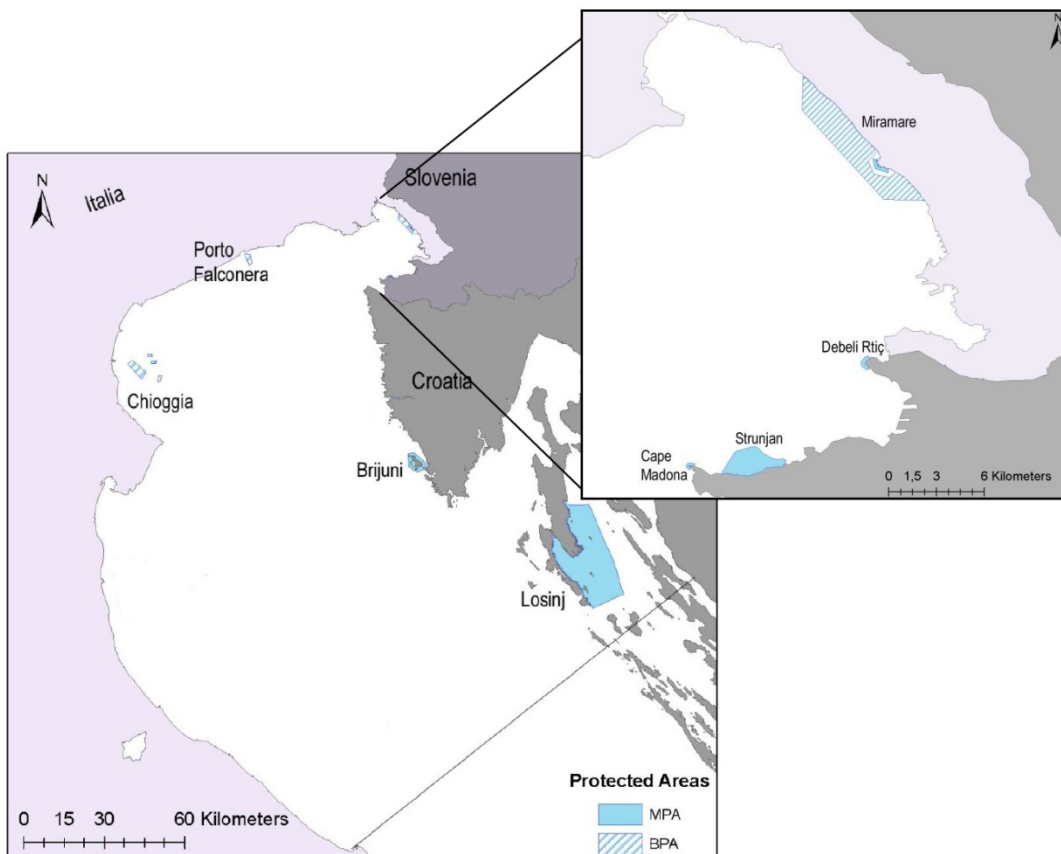 N
Italia
Slovenia
Porto
Falconera
Chioggia
Croatia
Brijuni
Losinj
0 15 30 60 Kilometers
Protected Areas
MPA
BPA
N
Miramare
Debeli Rtiç
Strunjan
Cape
Madona
0 1,5 3 6 Kilometers